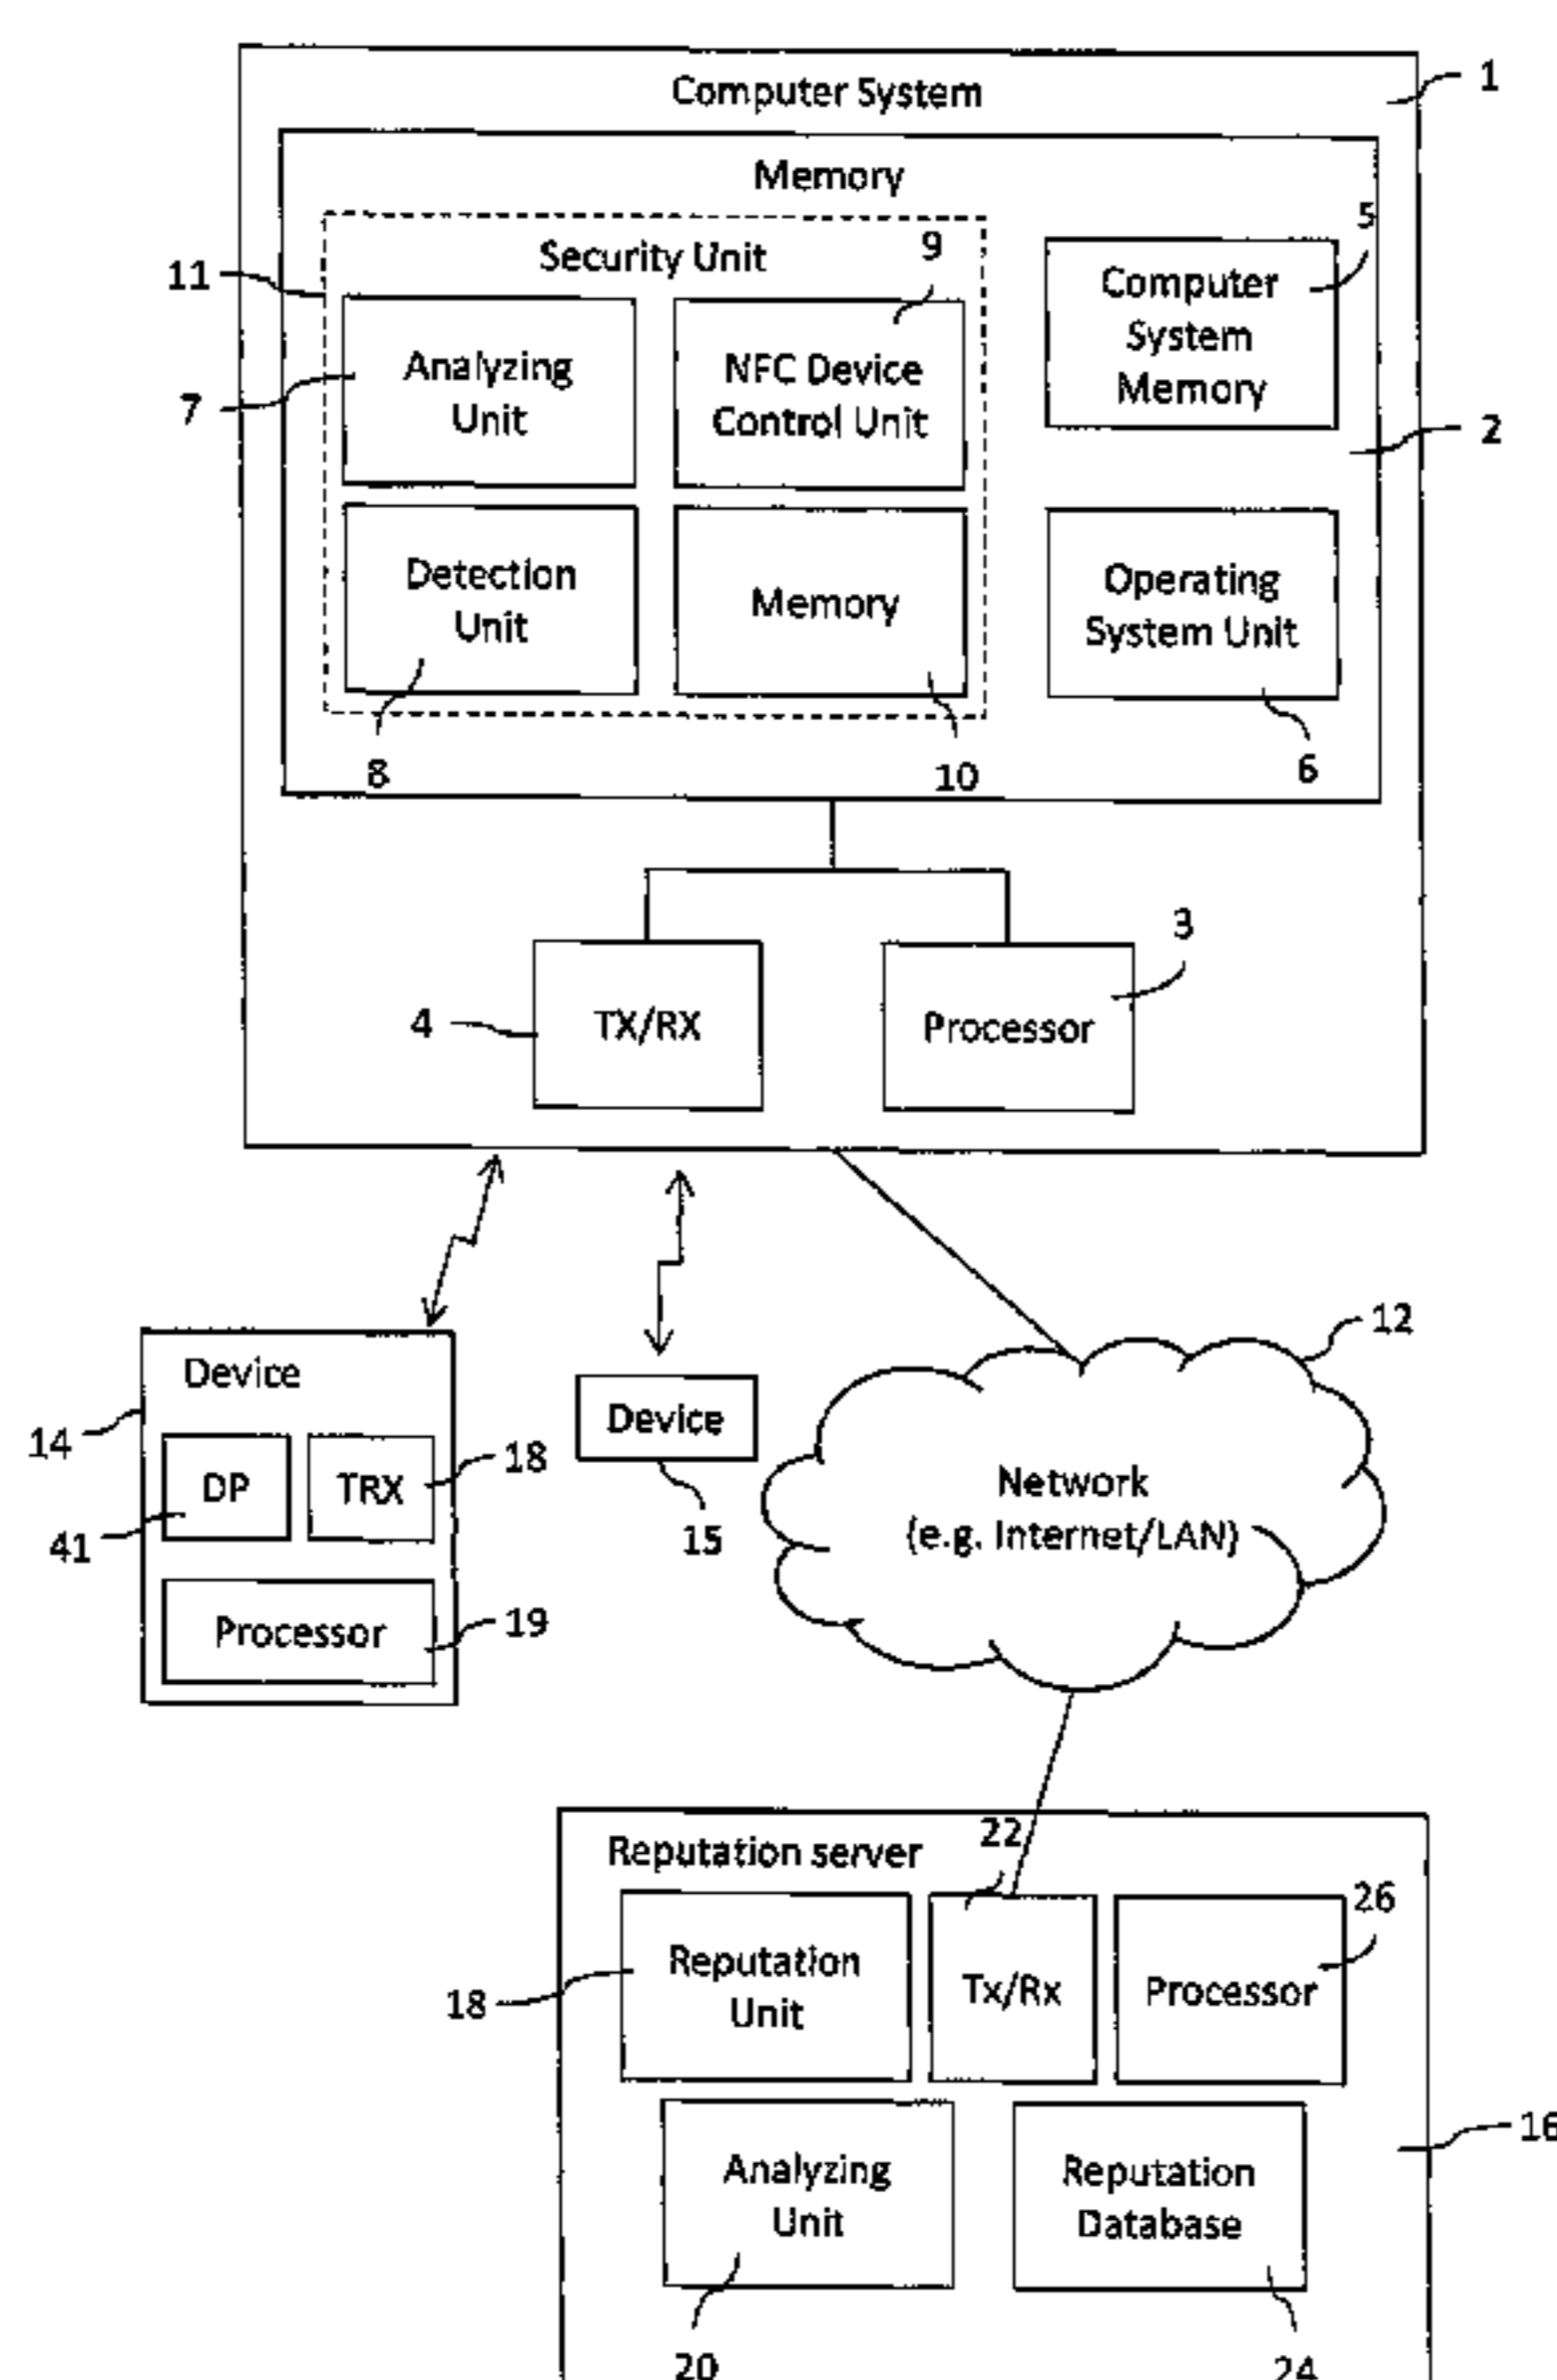 Computer System
1
Memory
Security Unit
9
5
11
Computer
System
Memory
Analyzing
Unit
NFC Device
Control Unit
7
2
Detection
Unit
Memory
Operating
System Unit
8
10
6
3
4
TX/RX
Processor
12
Device
14
15
Device
DP
TRX
18
41
Network
(e.g. Internet/LAN)
Processor
19
Reputation server
22
26
Reputation
Unit
Tx/Rx
Processor
18
16
Analyzing
Unit
Reputation
Database
20
24